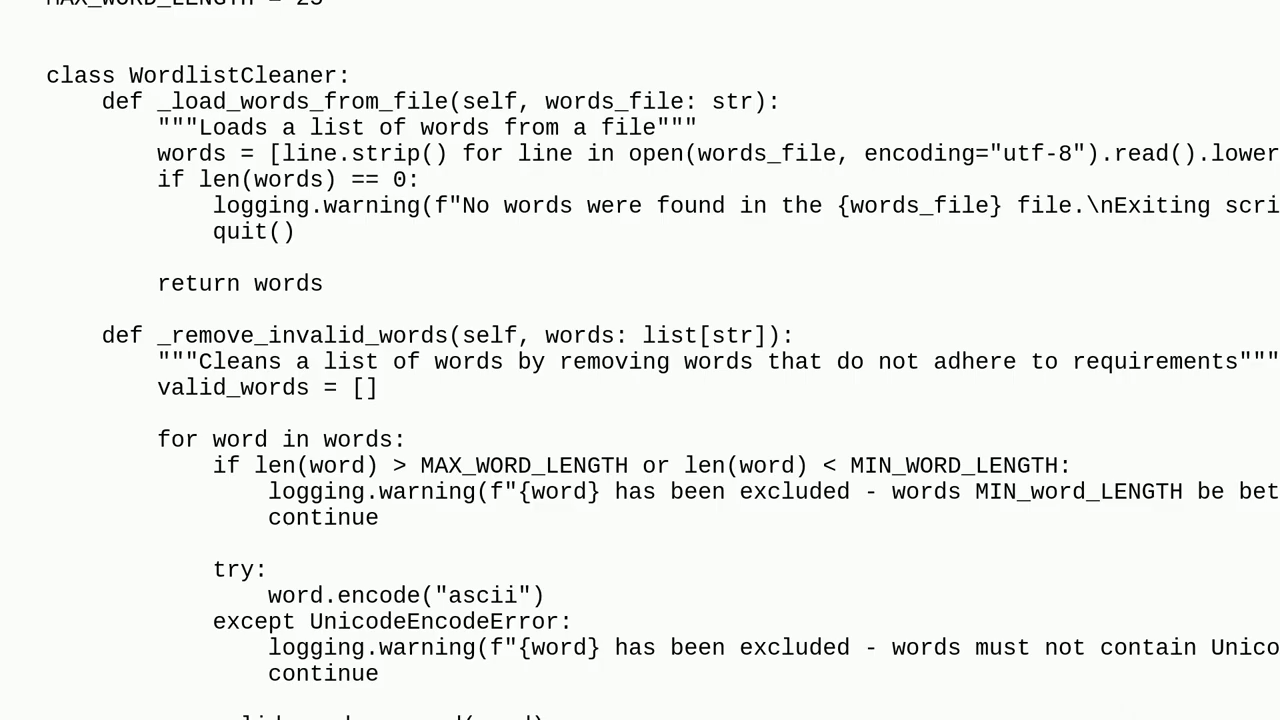 MAX_WORD_LENGTH = 25
class WordlistCleaner:
    def _load_words_from_file(self, words_file: str):
        """Loads a list of words from a file"""
        words = [line.strip() for line in open(words_file, encoding="utf-8").read().lower
        if len(words) == 0:
            logging.warning(f"No words were found in the {words_file} file.\nExiting scri
            quit()
        return words
    def _remove_invalid_words(self, words: list[str]):
        """Cleans a list of words by removing words that do not adhere to requirements"""
        valid_words = []
        for word in words:
            if len(word) > MAX_WORD_LENGTH or len(word) < MIN_WORD_LENGTH:
                logging.warning(f"{word} has been excluded - words MIN_word_LENGTH be bet
                continue
            try:
                word.encode("ascii")
            except UnicodeEncodeError:
                logging.warning(f"{word} has been excluded - words must not contain Unico
                continue